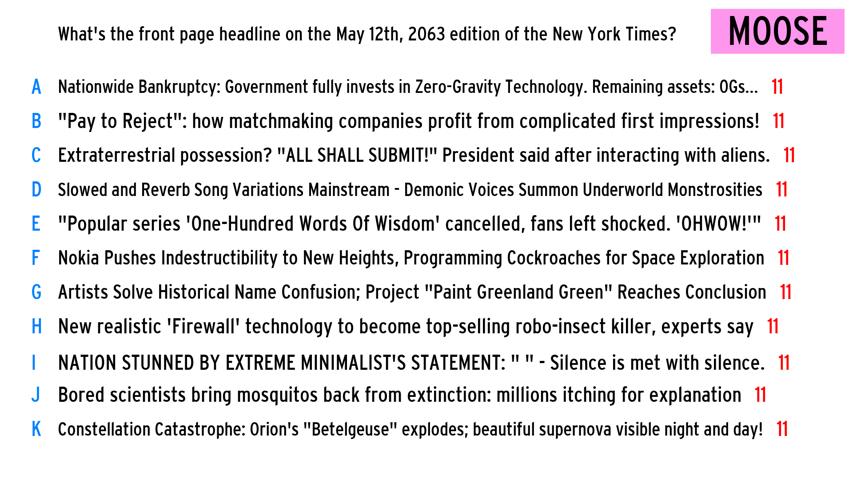 What's the front page headline on the May 12th, 2063 edition of the New York Times? MOOSE
A Nationwide Bankruptcy: Government fully invests in Zero-Gravity Technology. Remaining assets: OGs... 11
B "Pay to Reject": how matchmaking companies profit from complicated first impressions! 11
C Extraterrestrial possession? "ALL SHALL SUBMIT!" President said after interacting with aliens. 11
D Slowed and Reverb Song Variations Mainstream - Demonic Voices Summon Underworld Monstrosities 11
E "Popular series 'One-Hundred Words Of Wisdom' cancelled, fans left shocked. 'OHWOW!'" 11
F Nokia Pushes Indestructibility to New Heights, Programming Cockroaches for Space Exploration 11
G Artists Solve Historical Name Confusion; Project "Paint Greenland Green" Reaches Conclusion 11
H New realistic 'Firewall' technology to become top-selling robo-insect killer, experts say 11
I NATION STUNNED BY EXTREME MINIMALIST'S STATEMENT: " " - Silence is met with silence. 11
J Bored scientists bring mosquitos back from extinction: millions itching for explanation 11
K Constellation Catastrophe: Orion's "Betelgeuse" explodes; beautiful supernova visible night and day! 11